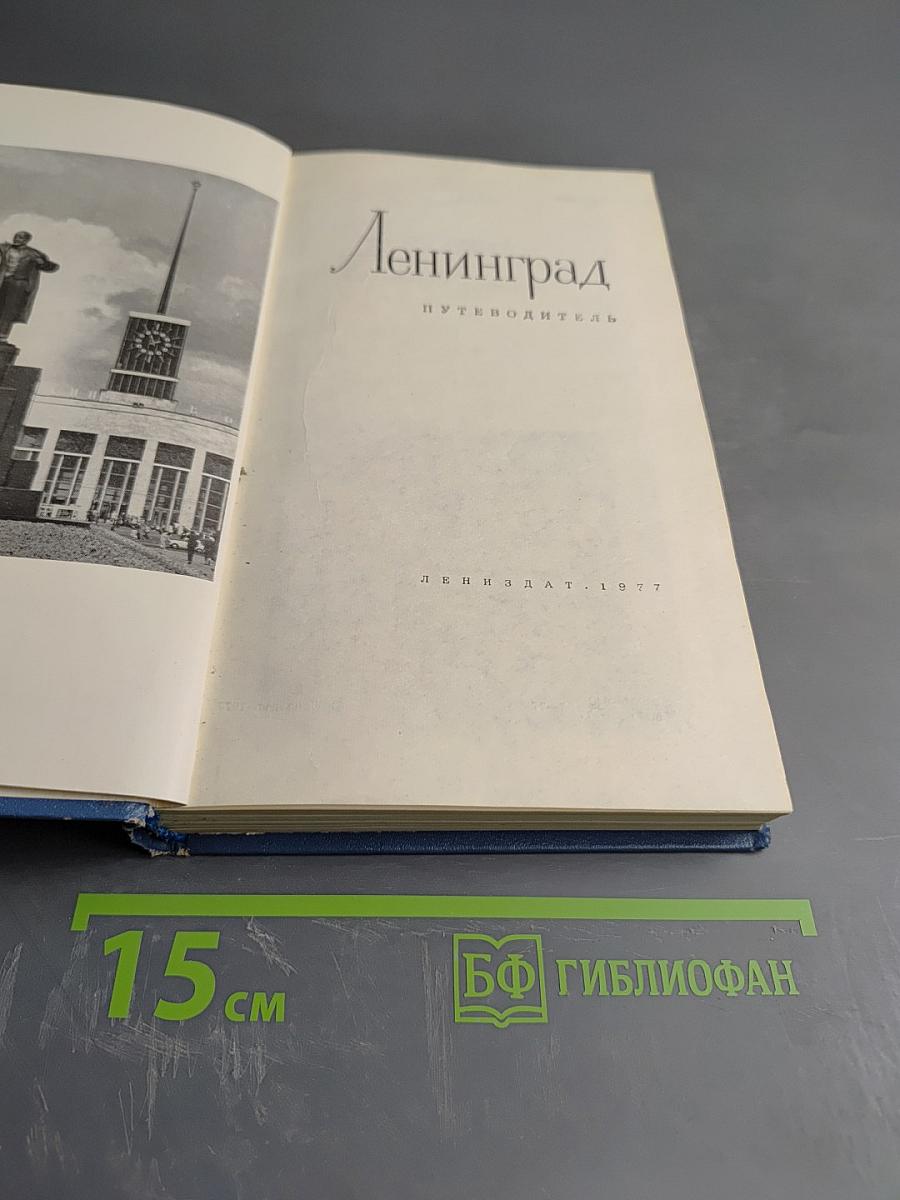 Ленинград
ПУТЕВОДИТЕЛЬ
ЛЕНИЗДАТ.1977
15 см
БФ ГИБЛИОФАН